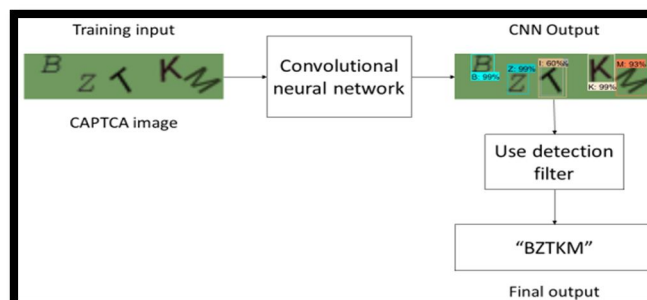 Training input
B Z T K M
CAPTCA image
Convolutional
neural network
CNN Output
B Z T K M
B: 99%
Z: 99%
I: 60%
K: 99%
M: 93%
Use detection
filter
“BZTKM”
Final output